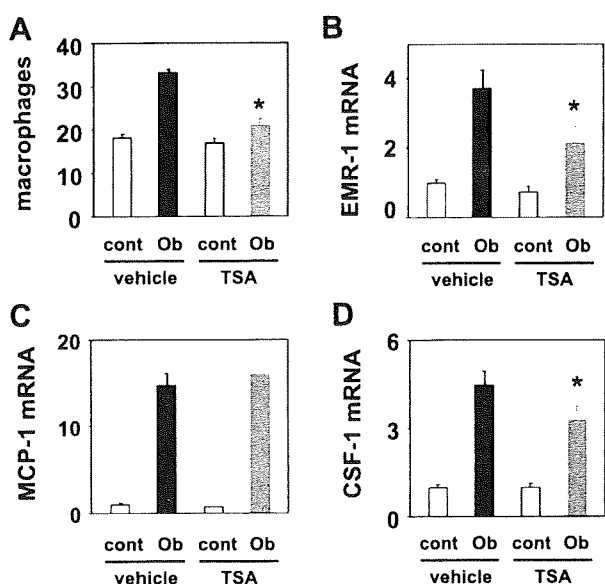 A
macrophages
40
30
20
10
0
cont Ob cont Ob
vehicle TSA
*
B
EMR-1 mRNA
4
2
0
cont Ob cont Ob
vehicle TSA
*
C
MCP-1 mRNA
20
10
0
cont Ob cont Ob
vehicle TSA
D
CSF-1 mRNA
6
3
0
cont Ob cont Ob
vehicle TSA
*